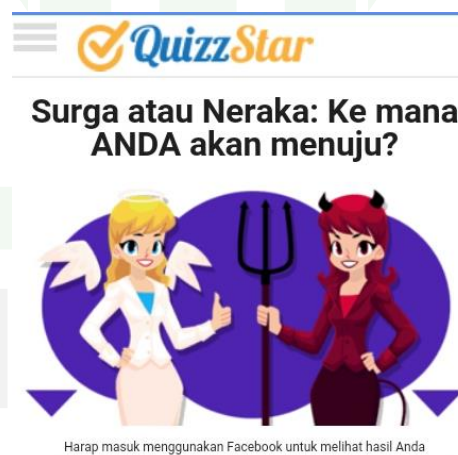 QuizzStar
Surga atau Neraka: Ke mana
ANDA akan menuju?
Harap masuk menggunakan Facebook untuk melihat hasil Anda